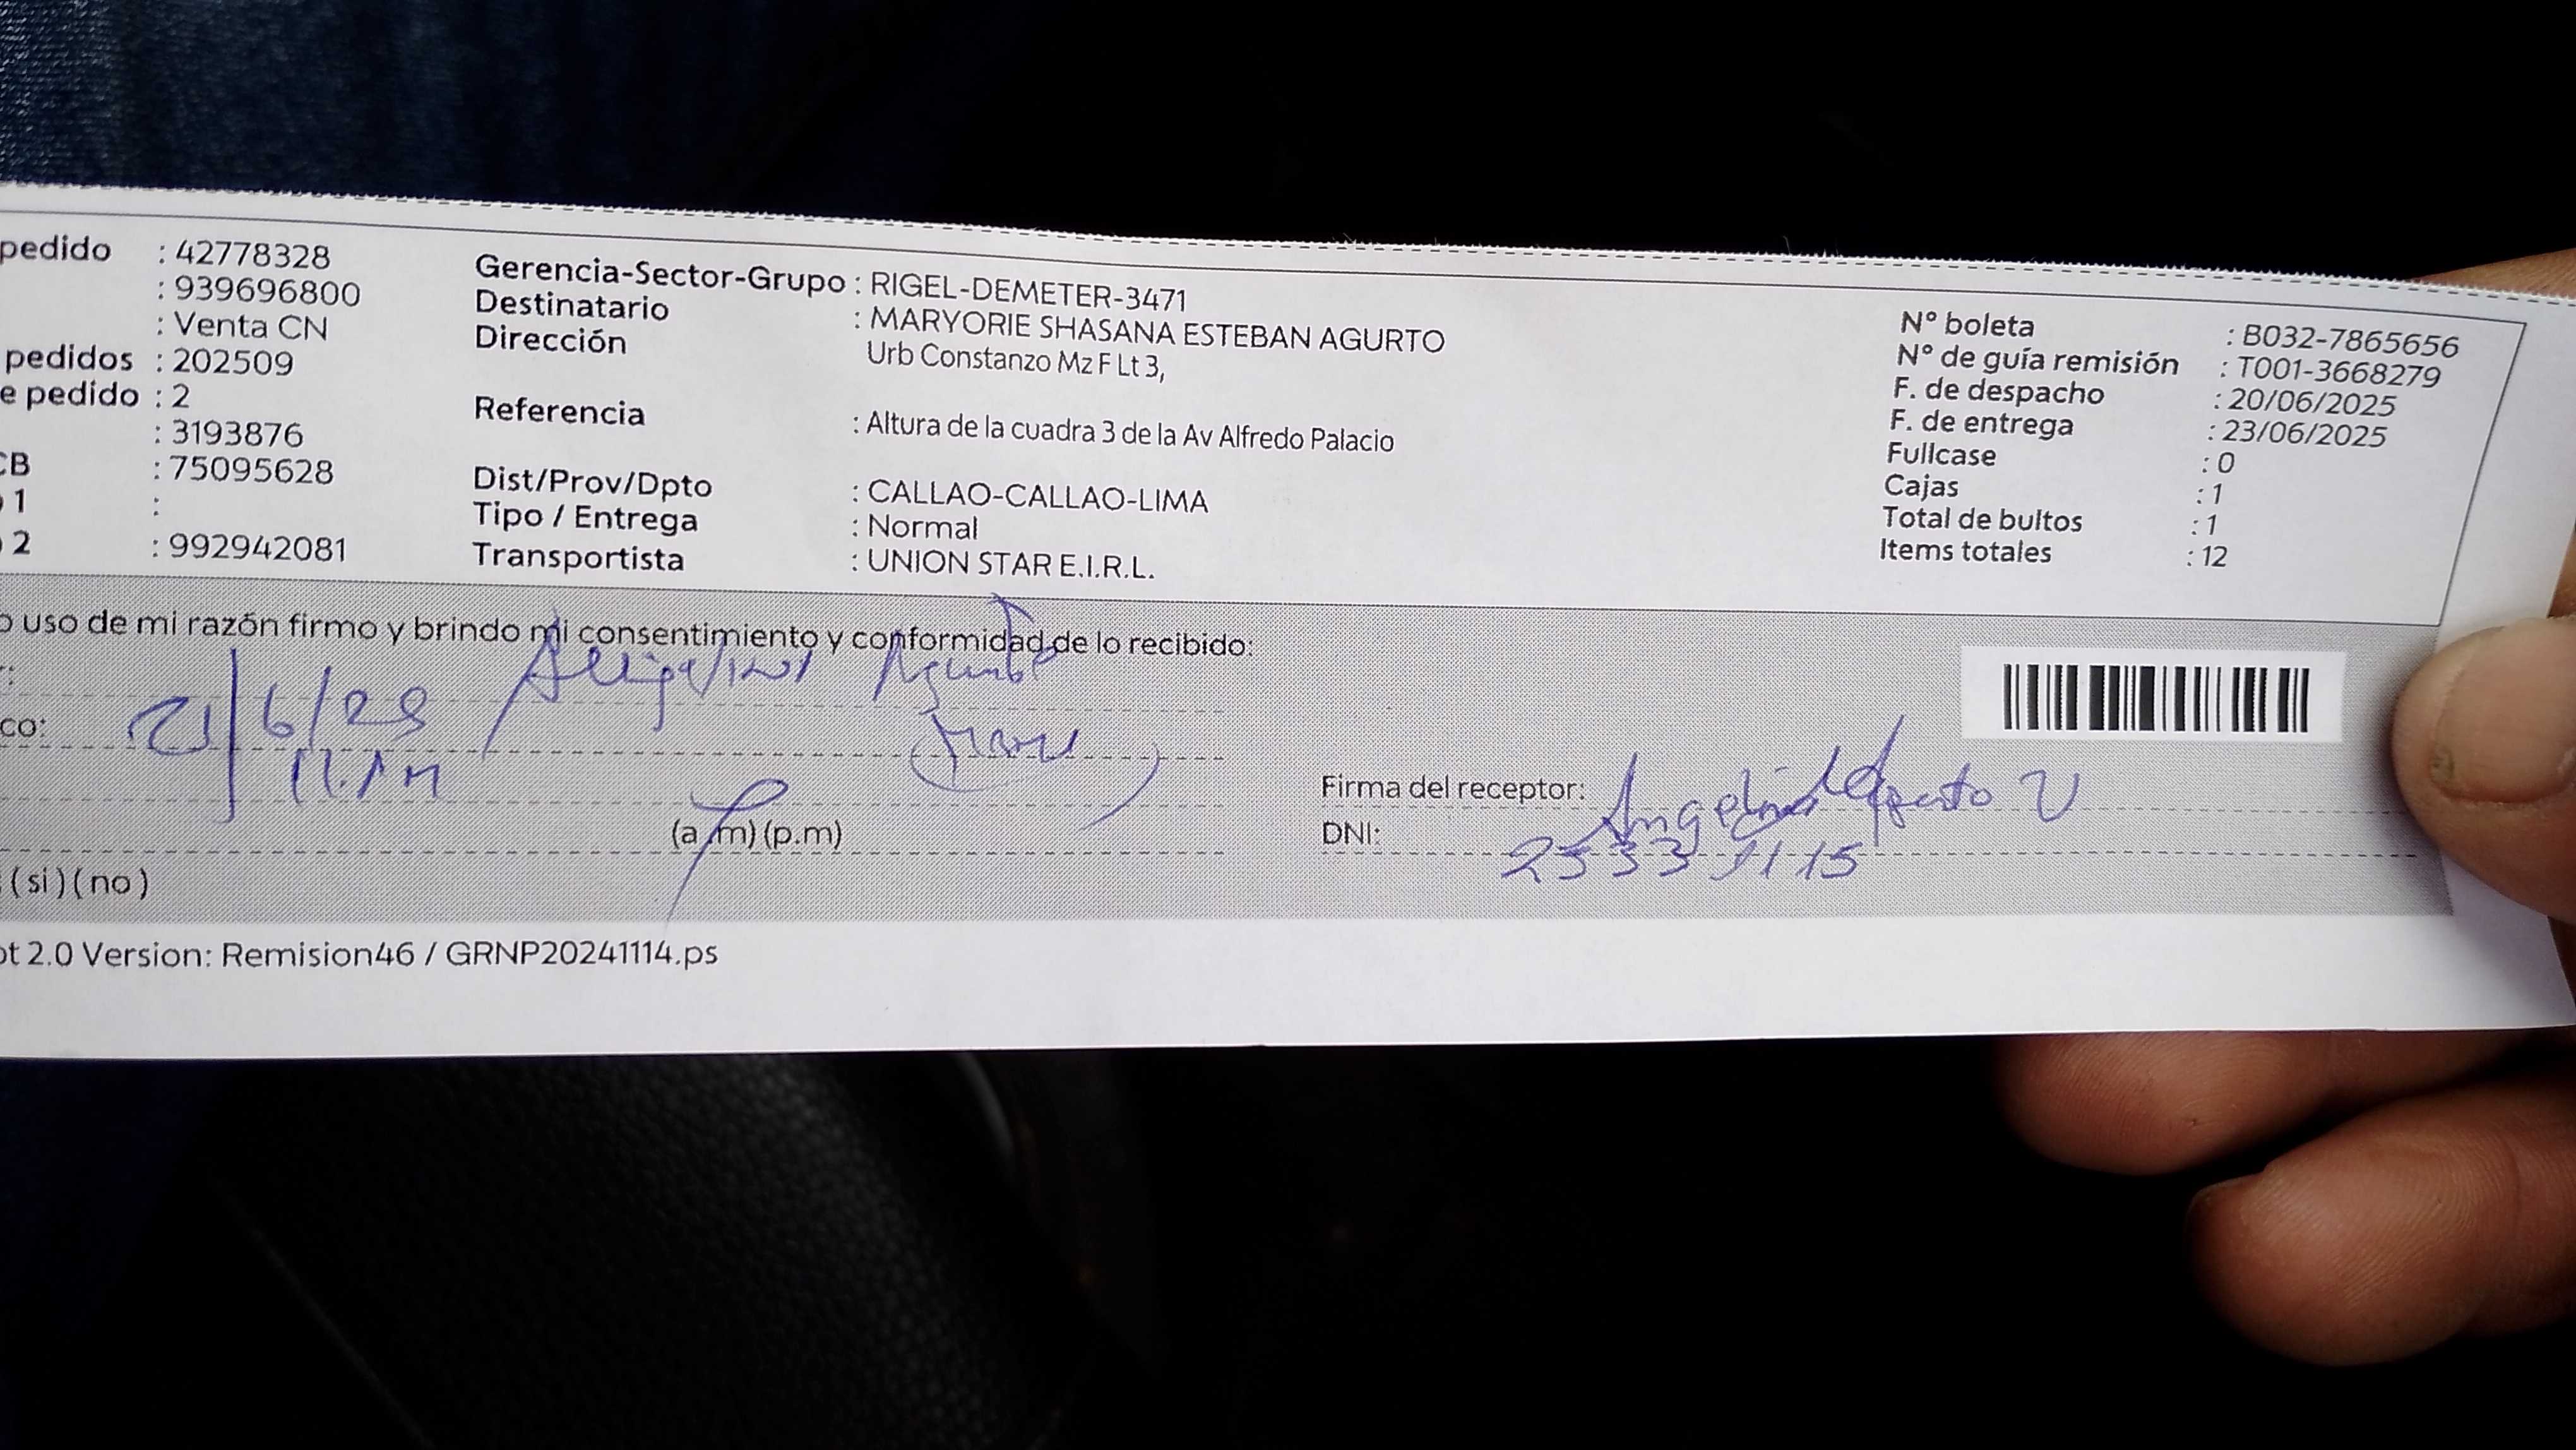 pedido : 42778328
: 939696800
: Venta CN
pedidos : 202509
e pedido : 2
: 3193876
CB : 75095628
1 :
2 : 992942081
Gerencia-Sector-Grupo : RIGEL-DEMETER-3471
Destinatario : MARYORIE SHASANA ESTEBAN AGURTO
Dirección Urb Constanzo Mz F Lt 3,
Referencia : Altura de la cuadra 3 de la Av Alfredo Palacio
Dist/Prov/Dpto : CALLAO-CALLAO-LIMA
Tipo / Entrega : Normal
Transportista : UNION STAR E.I.R.L.
N° boleta : B032-7865656
N° de guía remisión : T001-3668279
F. de despacho : 20/06/2025
F. de entrega : 23/06/2025
Fullcase : 0
Cajas : 1
Total de bultos : 1
Items totales : 12
o uso de mi razón firmo y brindo mi consentimiento y conformidad de lo recibido:
Agurto
co:
(a.m) (p.m)
(si) (no)
Firma del receptor: Angelina Agurto V
DNI:
ot 2.0 Version: Remision46 / GRNP20241114.ps